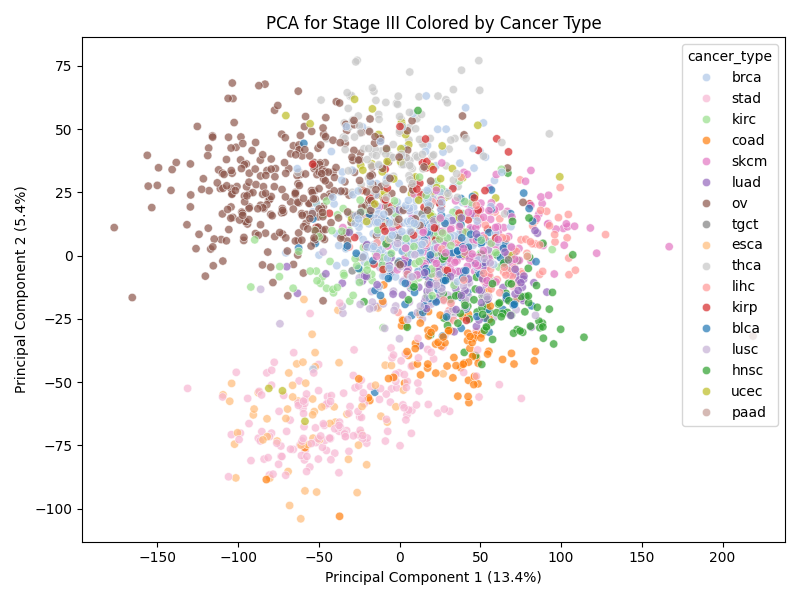 PCA for Stage III Colored by Cancer Type
cancer_type
brca
stad
kirc
coad
skcm
luad
ov
tgct
esca
thca
lihc
kirp
blca
lusc
hnsc
ucec
paad
75
50
25
0
−25
−50
−75
−100
Principal Component 2 (5.4%)
−150
−100
−50
0
50
100
150
200
Principal Component 1 (13.4%)